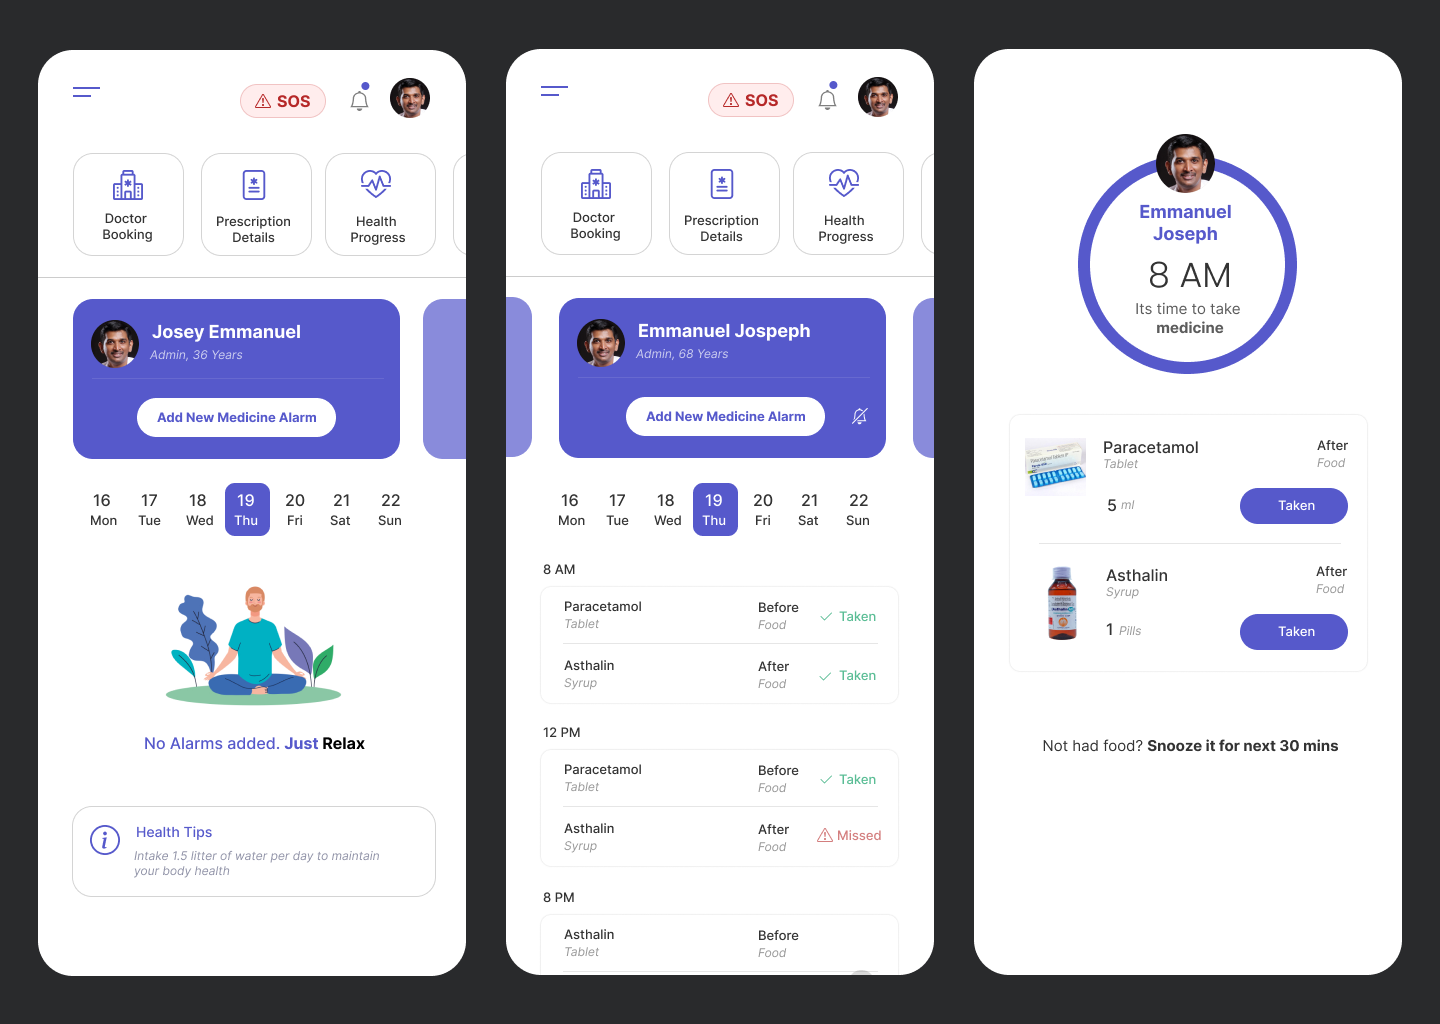 SOS
Doctor
Booking
Prescription
Details
Health
Progress
Josey Emmanuel
Admin, 36 Years
Add New Medicine Alarm
16 17 18 19 20 21 22
Mon Tue Wed Thu Fri Sat Sun
No Alarms added. Just Relax
Health Tips
Intake 1.5 litter of water per day to maintain
your body health
SOS
Doctor
Booking
Prescription
Details
Health
Progress
Emmanuel Jospeph
Admin, 68 Years
Add New Medicine Alarm
16 17 18 19 20 21 22
Mon Tue Wed Thu Fri Sat Sun
8 AM
Paracetamol Before Taken
Tablet Food
Asthalin After Taken
Syrup Food
12 PM
Paracetamol Before Taken
Tablet Food
Asthalin After Missed
Syrup Food
8 PM
Asthalin Before
Tablet Food
Emmanuel
Joseph
8 AM
Its time to take
medicine
Paracetamol After
Tablet Food
5 ml Taken
Asthalin After
Syrup Food
1 Pills Taken
Not had food? Snooze it for next 30 mins